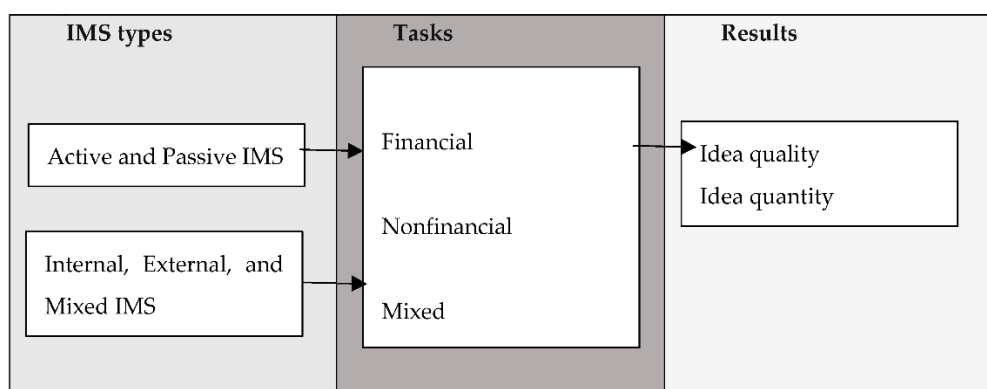 IMS types
Tasks
Results
Active and Passive IMS
Internal, External, and
Mixed IMS
Financial
Nonfinancial
Mixed
Idea quality
Idea quantity